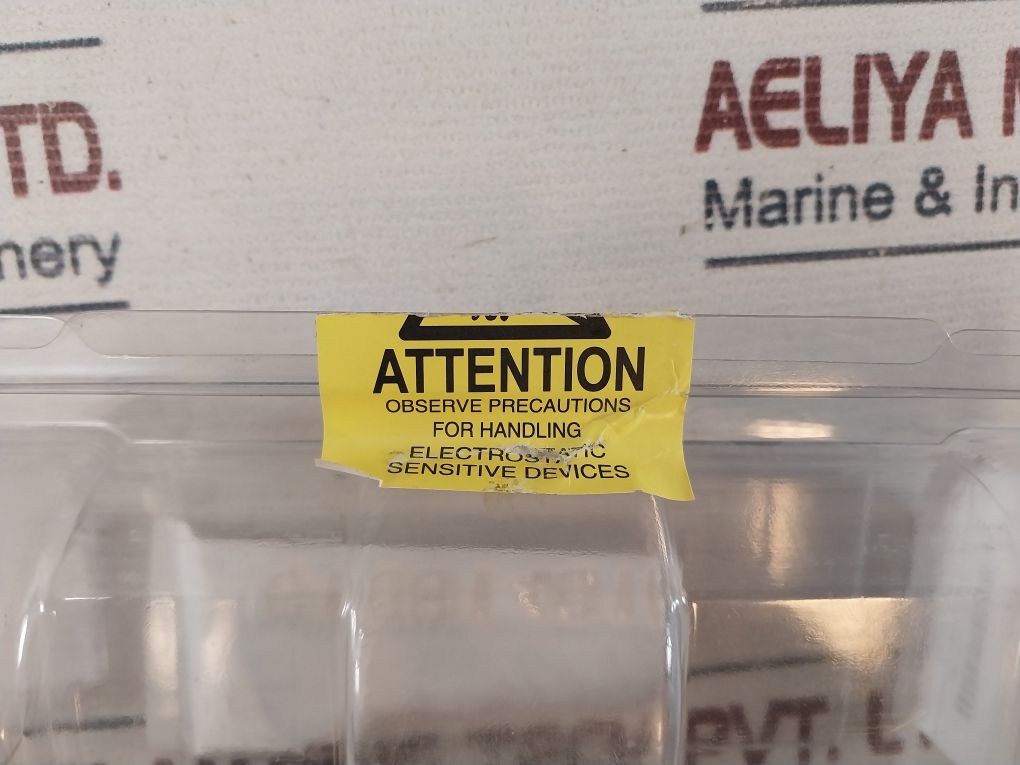 TD.
nery
AELIYA
Marine & In
ATTENTION
OBSERVE PRECAUTIONS
FOR HANDLING
ELECTROSTATIC
SENSITIVE DEVICES
PVT. L